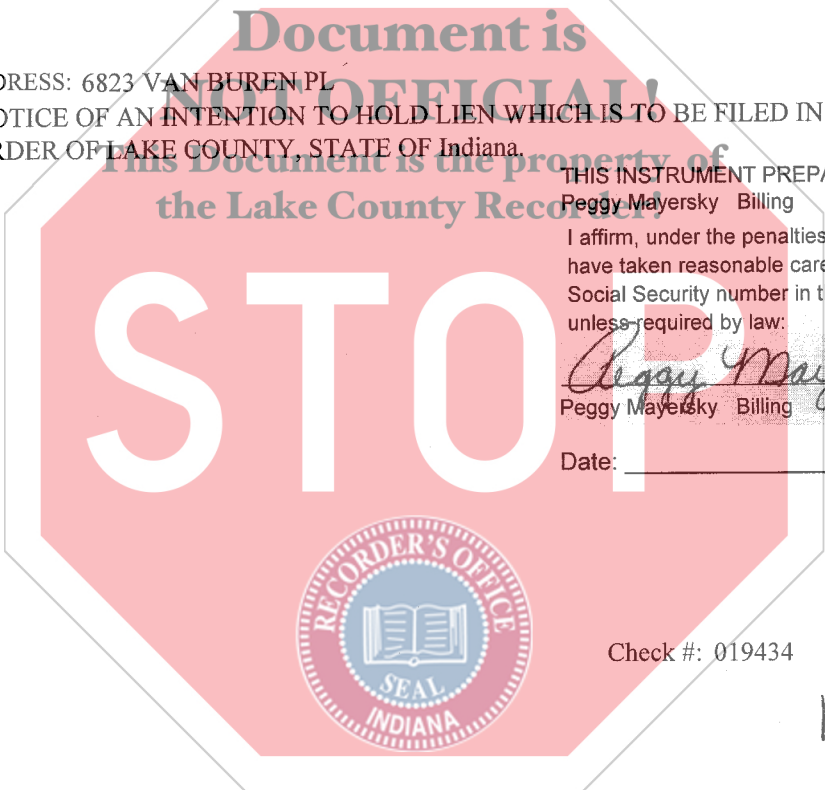 Document is
DRESS: 6823 VAN BUREN PL
NOT OFFICIAL!
OTICE OF AN INTENTION TO HOLD LIEN WHICH IS TO BE FILED IN
RDER OF LAKE COUNTY, STATE OF Indiana.
This Document is the property of
the Lake County Recorder!
THIS INSTRUMENT PREPA
Peggy Mayersky Billing
I affirm, under the penalties
have taken reasonable care
Social Security number in t
unless required by law:
Peggy May
Peggy Mayersky Billing
Date:
STOP
RECORDER'S OFFICE
SEAL
INDIANA
Check #: 019434